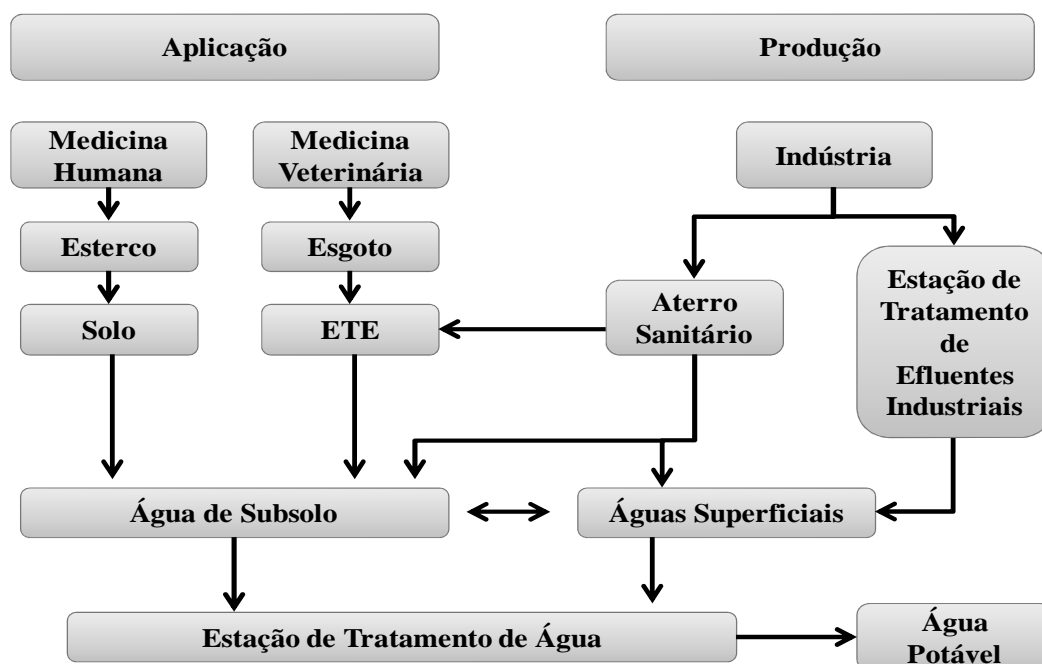 Aplicação
Produção
Medicina
Humana
Medicina
Veterinária
Indústria
Esterco
Esgoto
Estação de
Tratamento
de
Efluentes
Industriais
Solo
ETE
Aterro
Sanitário
Água de Subsolo
Águas Superficiais
Estação de Tratamento de Água
Água
Potável